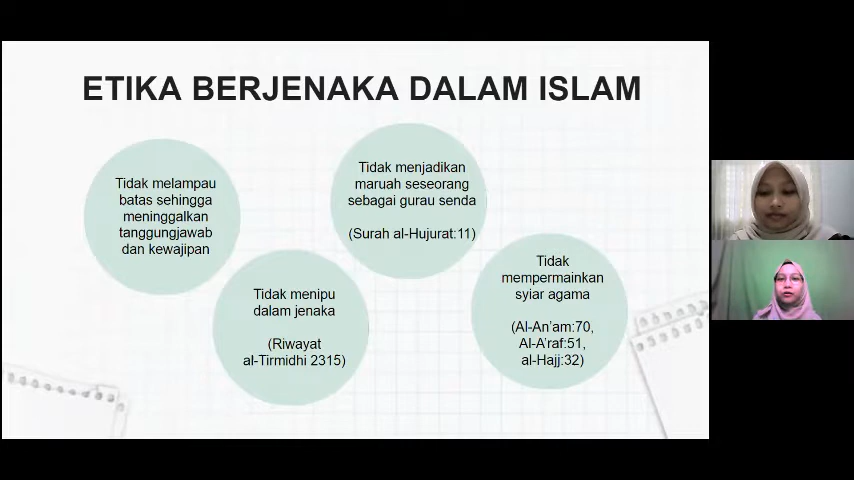 ETIKA BERJENAKA DALAM ISLAM
Tidak melampau
batas sehingga
meninggalkan
tanggungjawab
dan kewajipan
Tidak menipu
dalam jenaka
(Riwayat
al-Tirmidhi 2315)
Tidak menjadikan
maruah seseorang
sebagai gurau senda
(Surah al-Hujurat:11)
Tidak
mempermainkan
syiar agama
(Al-An'am:70,
Al-A'raf:51,
al-Hajj:32)